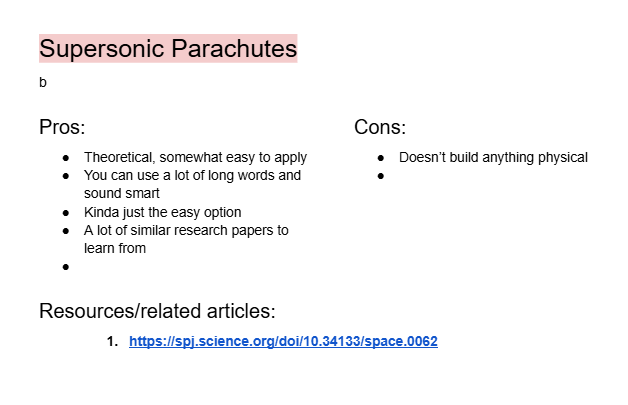 Supersonic Parachutes
b
Pros:
● Theoretical, somewhat easy to apply
● You can use a lot of long words and
sound smart
● Kinda just the easy option
● A lot of similar research papers to
learn from
●
Cons:
● Doesn't build anything physical
●
Resources/related articles:
1. https://spj.science.org/doi/10.34133/space.0062